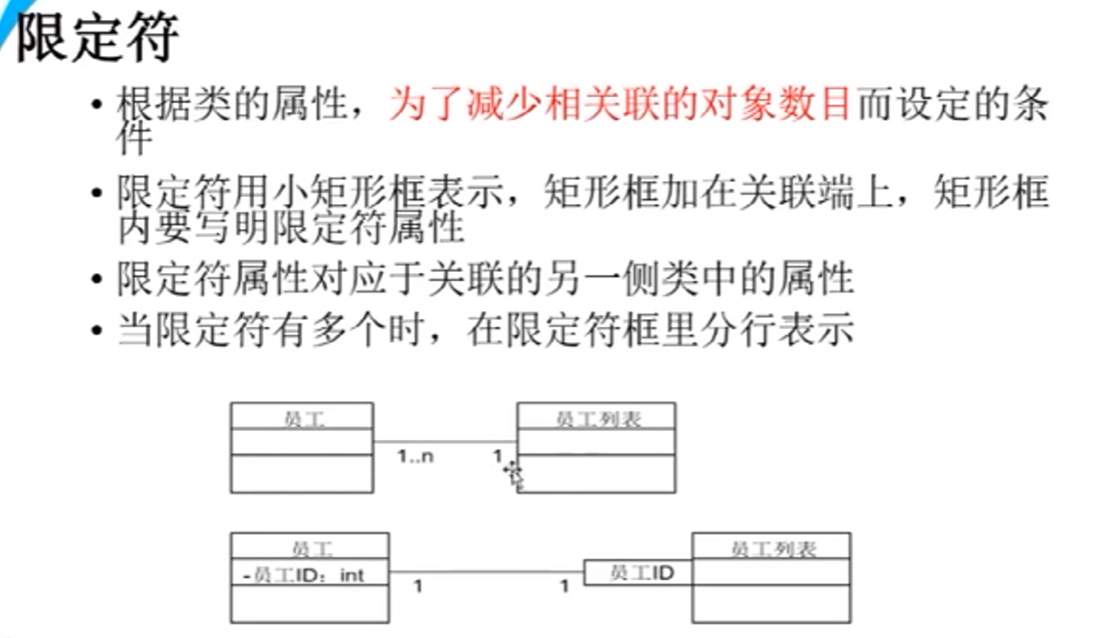 限定符
• 根据类的属性，为了减少相关联的对象数目而设定的条
件
• 限定符用小矩形框表示，矩形框加在关联端上，矩形框
内要写明限定符属性
• 限定符属性对应于关联的另一侧类中的属性
• 当限定符有多个时，在限定符框里分行表示
员工
员工列表
1..n
1
员工
员工列表
-员工ID：int
员工ID
1
1